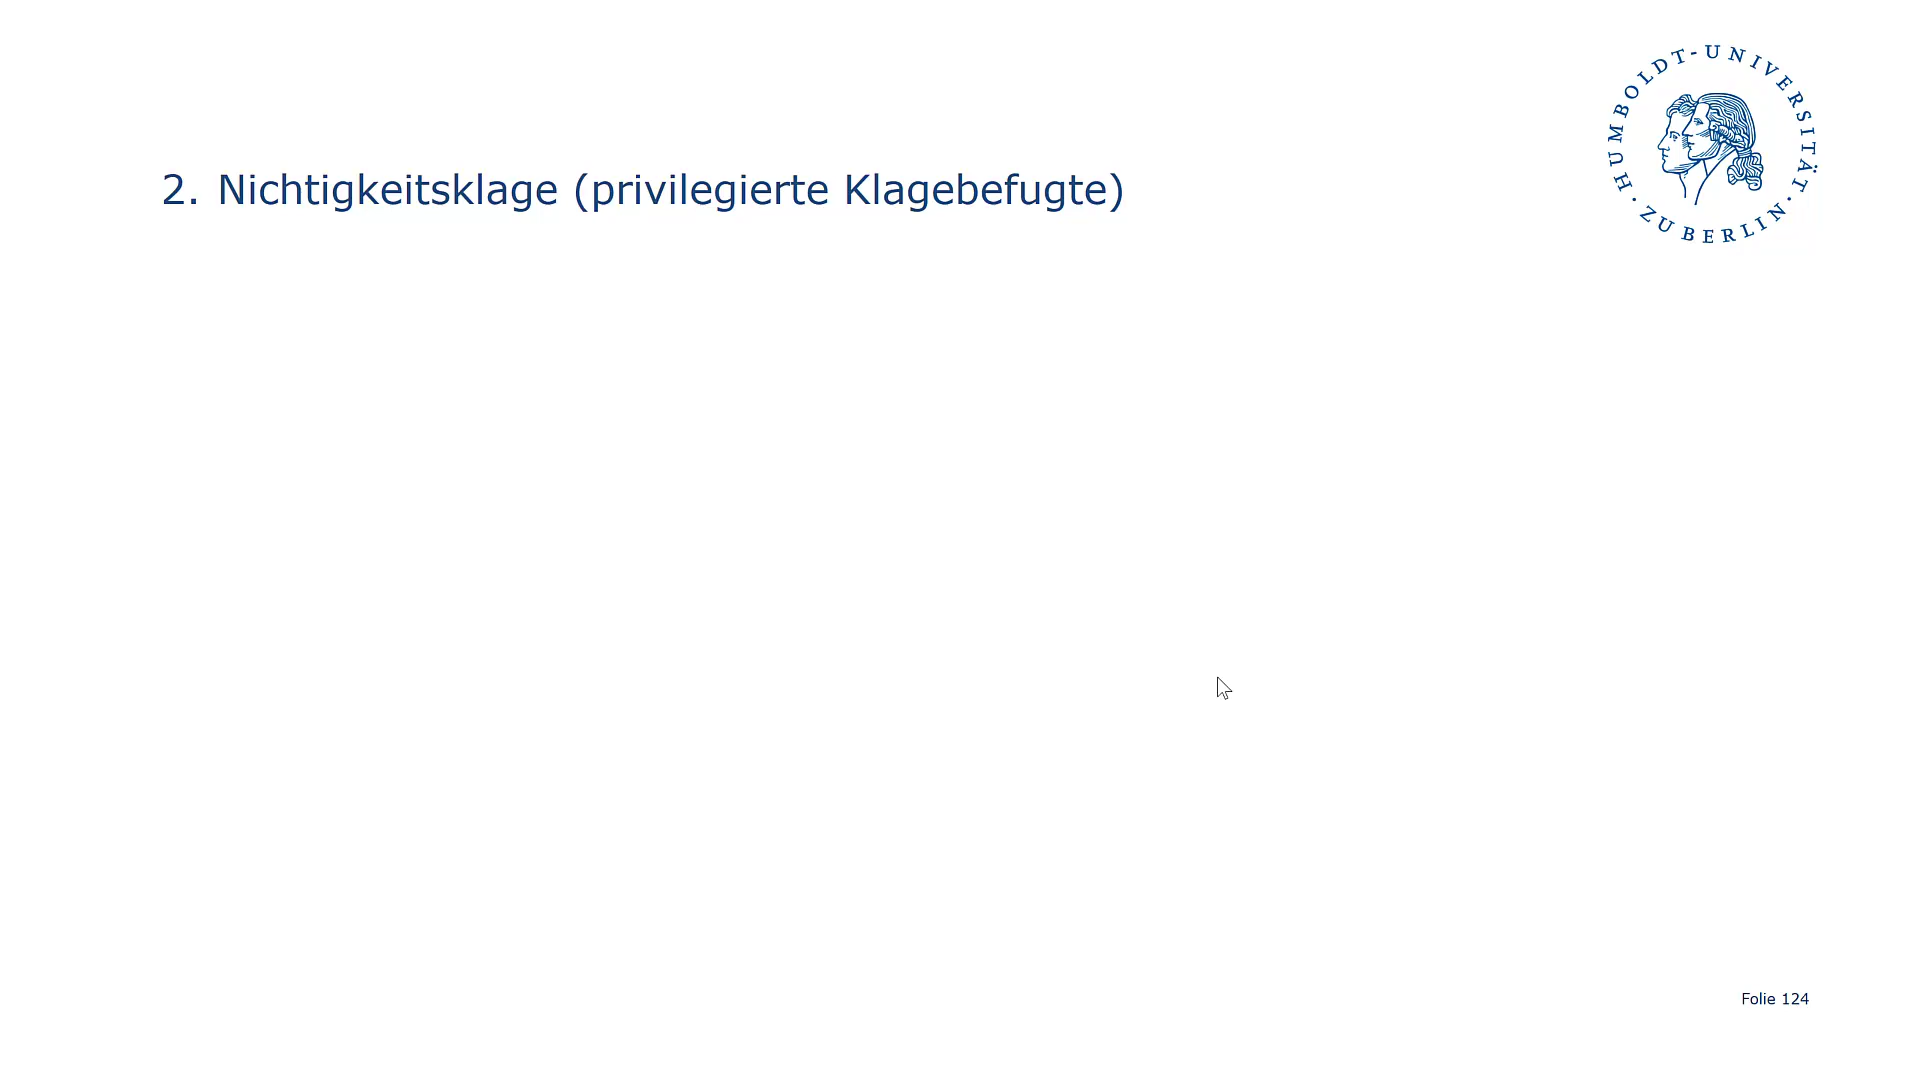 HUMBOLDT-UNIVERSITÄT · ZU BERLIN ·
2. Nichtigkeitsklage (privilegierte Klagebefugte)
Folie 124